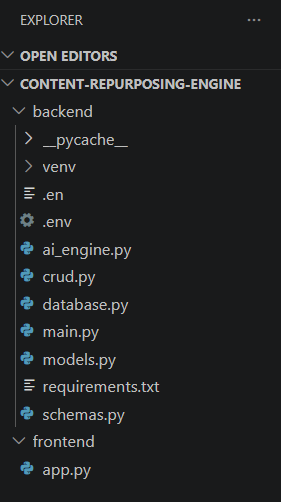 EXPLORER
OPEN EDITORS
CONTENT-REPURPOSING-ENGINE
backend
__pycache__
venv
.en
.env
ai_engine.py
crud.py
database.py
main.py
models.py
requirements.txt
schemas.py
frontend
app.py